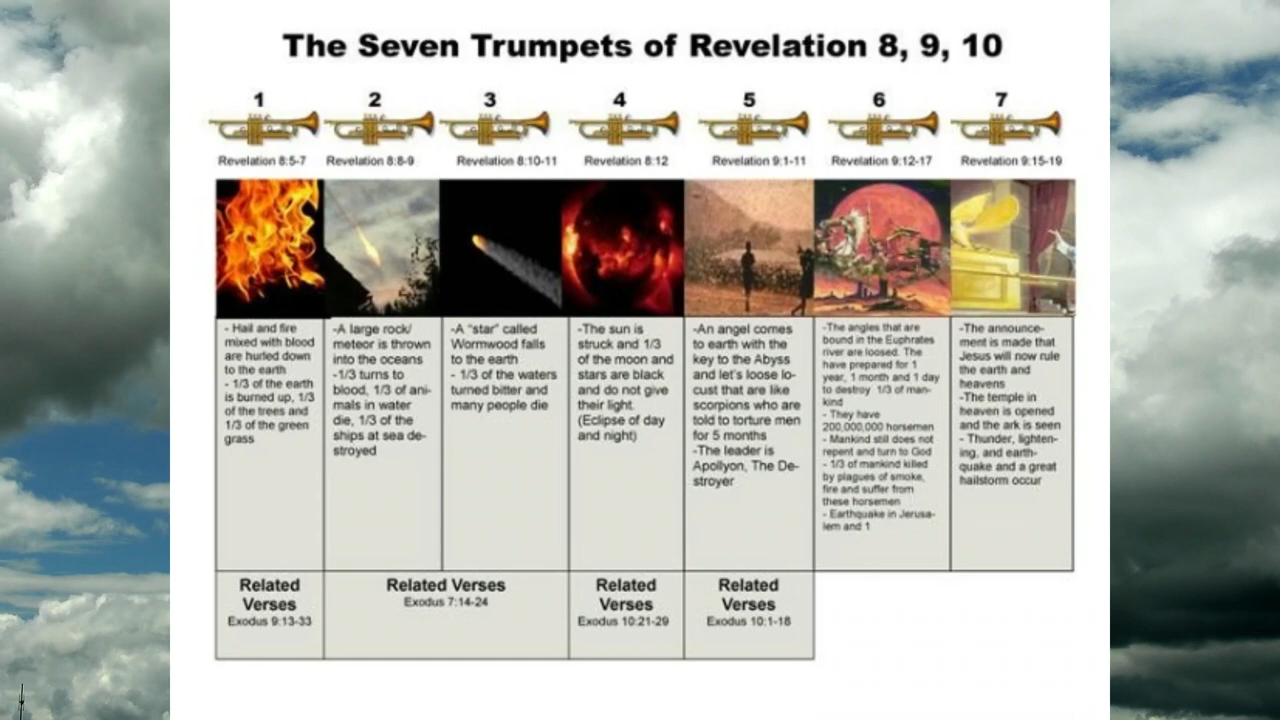 The Seven Trumpets of Revelation 8, 9, 10
1
2
3
4
5
6
7
Revelation 8:5-7
Revelation 8:8-9
Revelation 8:10-11
Revelation 8:12
Revelation 9:1-11
Revelation 9:12-17
Revelation 9:15-19
- Hail and fire
mixed with blood
are hurled down
to the earth
- 1/3 of the earth
is burned up, 1/3
of the trees and
1/3 of the green
grass
-A large rock/
meteor is thrown
into the oceans
-1/3 turns to
blood, 1/3 of ani-
mals in water
die, 1/3 of the
ships at sea de-
stroyed
-A "star" called
Wormwood falls
to the earth
- 1/3 of the waters
turned bitter and
many people die
-The sun is
struck and 1/3
of the moon and
stars are black
and do not give
their light.
(Eclipse of day
and night)
-An angel comes
to earth with the
key to the Abyss
and let's loose lo-
cust that are like
scorpions who are
told to torture men
for 5 months
-The leader is
Apollyon, The De-
stroyer
-The angles that are
bound in the Euphrates
river are loosed. The
have prepared for 1
year, 1 month and 1 day
to destroy 1/3 of man-
kind
- They have
200,000,000 horsemen
- Mankind still does not
repent and turn to God
- 1/3 of mankind killed
by plagues of smoke,
fire and suffer from
these horsemen
- Earthquake in Jerusa-
lem and 1
-The announce-
ment is made that
Jesus will now rule
the earth and
heavens
-The temple in
heaven is opened
and the ark is seen
- Thunder, lighten-
ing, and earth-
quake and a great
hailstorm occur
Related
Verses
Exodus 9:13-33
Related Verses
Exodus 7:14-24
Related
Verses
Exodus 10:21-29
Related
Verses
Exodus 10:1-18